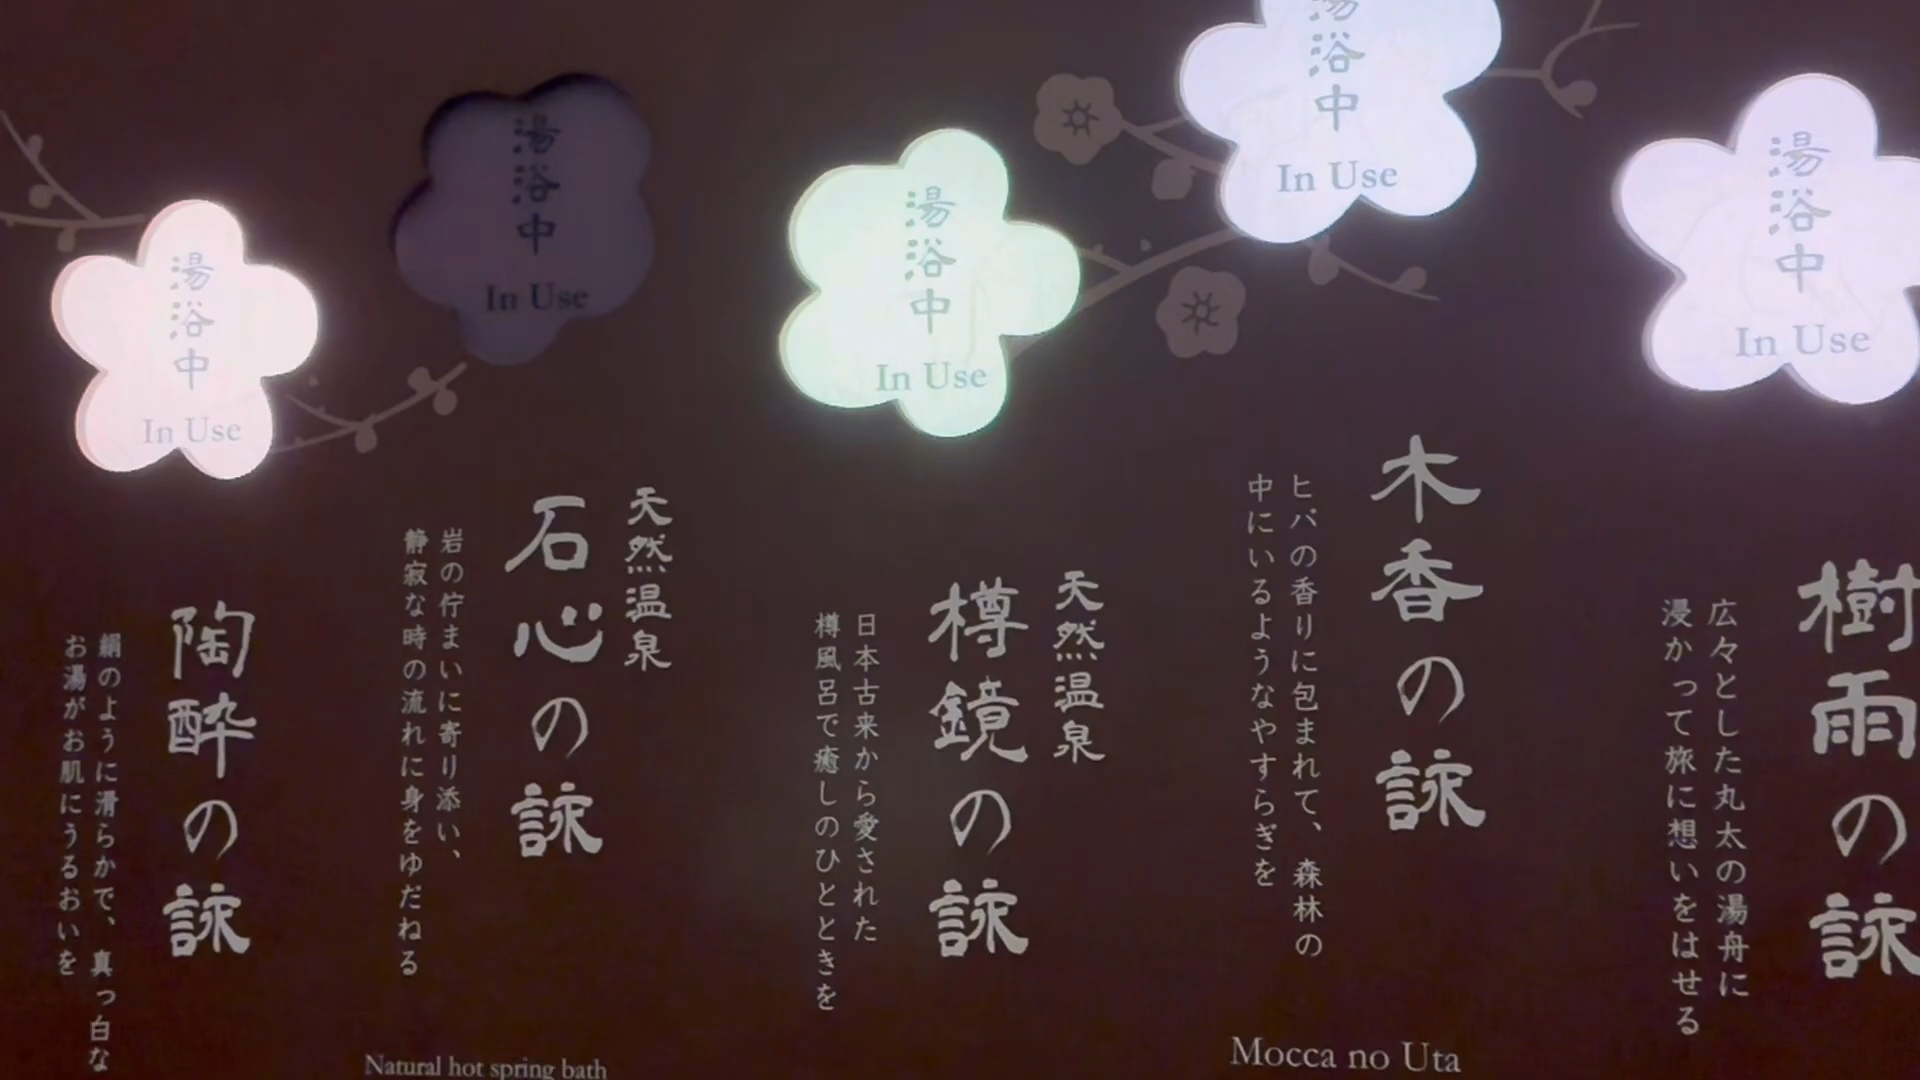 湯浴中
In Use
陶酔の詠
絹のように滑らかで、真っ白な
お湯がお肌にうるおいを
湯浴中
In Use
天然温泉
石心の詠
岩の佇まいに寄り添い、
静寂な時の流れに身をゆだねる
Natural hot spring bath
湯浴中
In Use
天然温泉
樽鏡の詠
日本古来から愛された
樽風呂で癒しのひとときを
湯浴中
In Use
木香の詠
ヒバの香りに包まれて、森林の
中にいるようなやすらぎを
Mocca no Uta
湯浴中
In Use
樹雨の詠
広々とした丸太の湯舟に
浸かって旅に想いをはせる